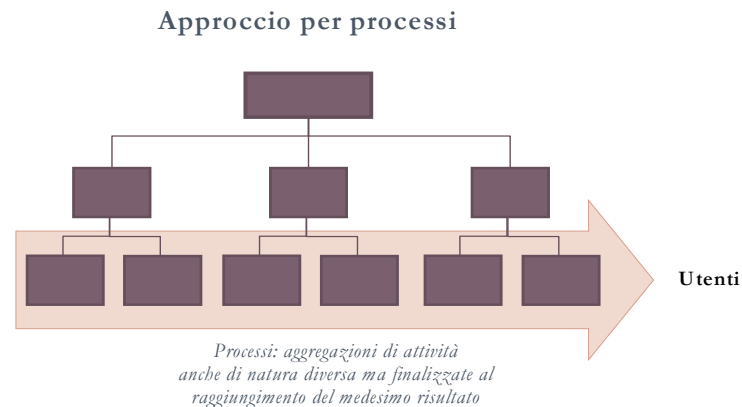 Approccio per processi
Utenti
Processi: aggregazioni di attività
anche di natura diversa ma finalizzate al
raggiungimento del medesimo risultato